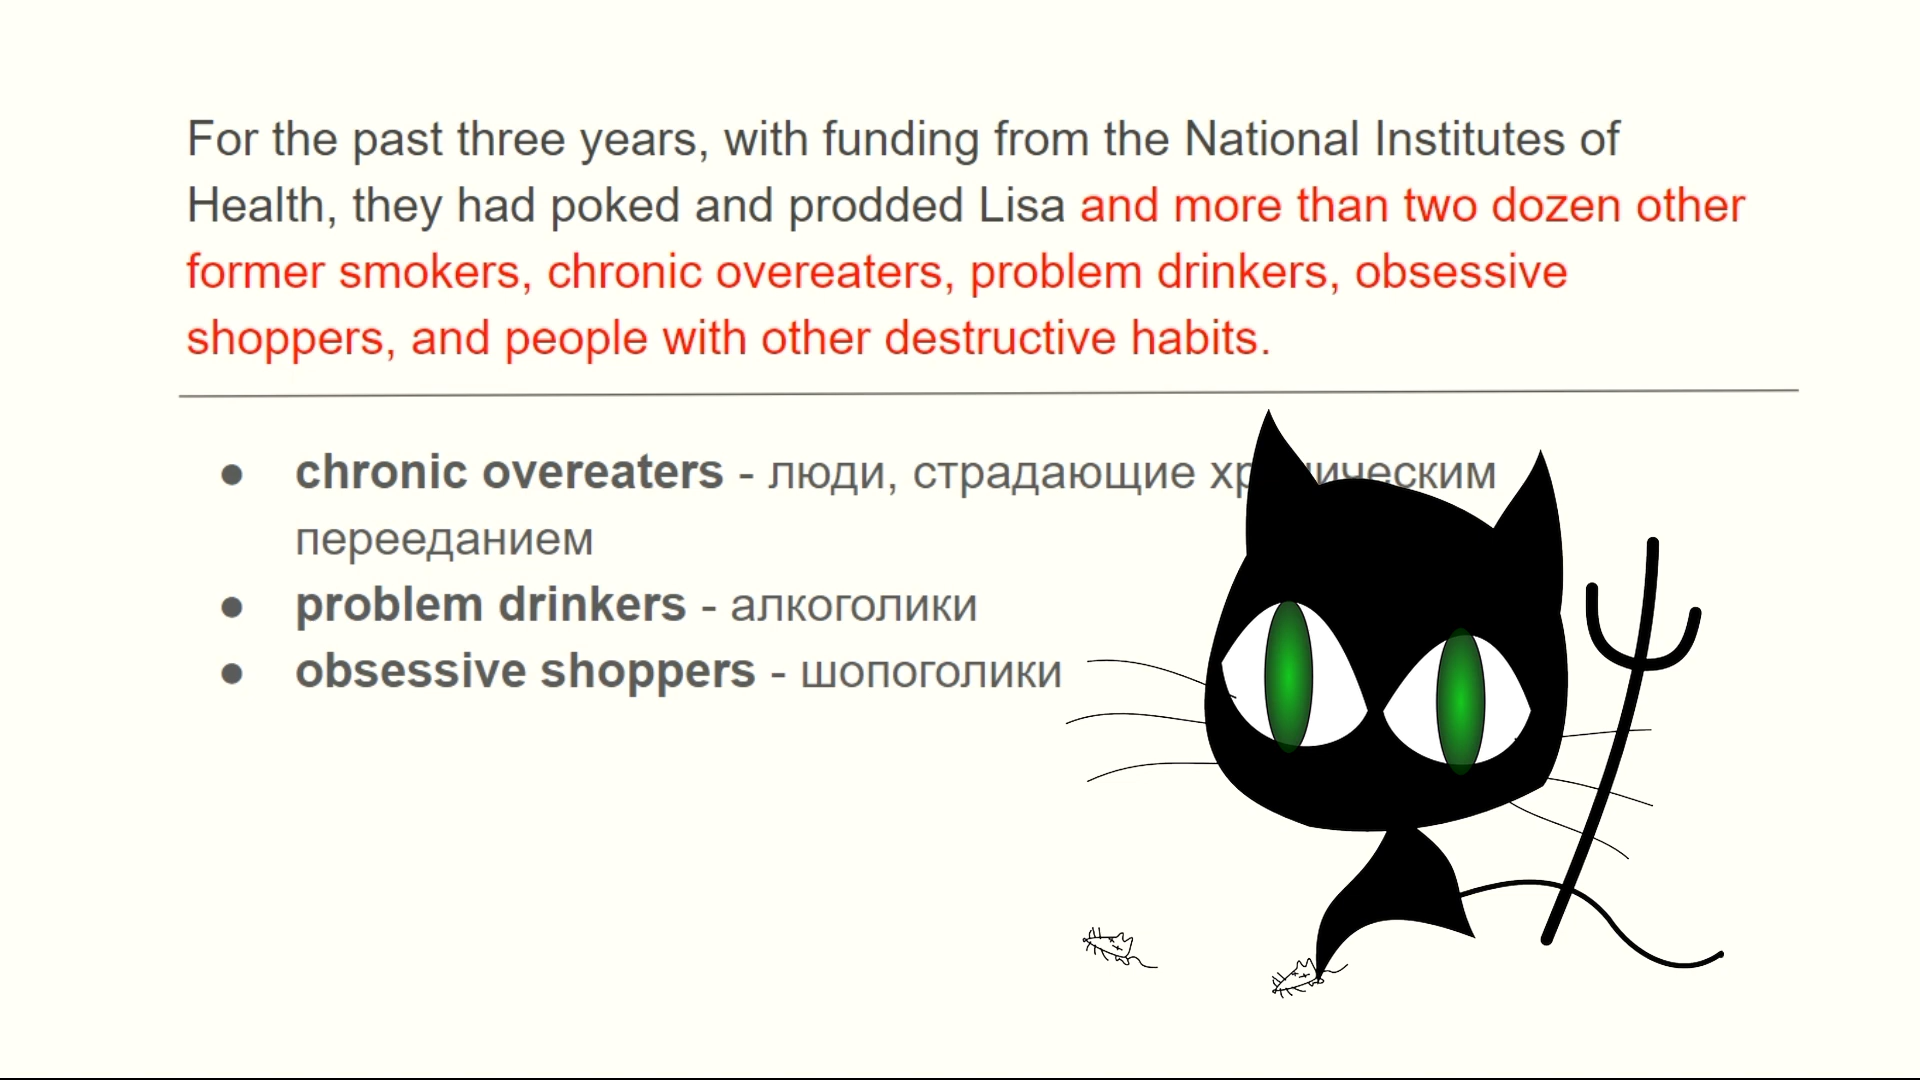 For the past three years, with funding from the National Institutes of
Health, they had poked and prodded Lisa and more than two dozen other
former smokers, chronic overeaters, problem drinkers, obsessive
shoppers, and people with other destructive habits.
● chronic overeaters - люди, страдающие хроническим
перееданием
● problem drinkers - алкоголики
● obsessive shoppers - шопоголики